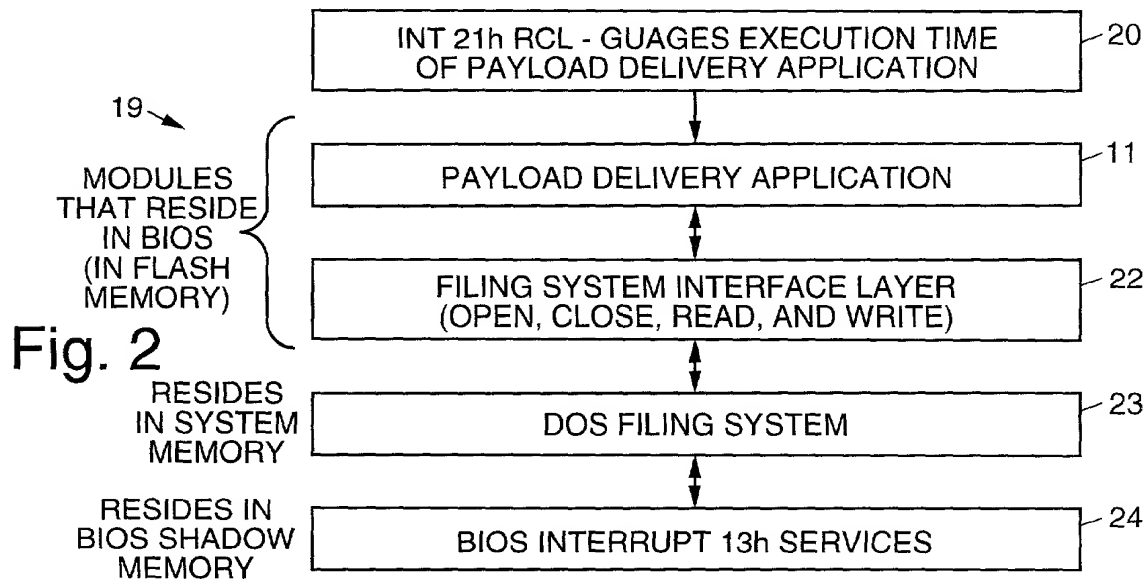 INT 21h RCL - GUAGES EXECUTION TIME
OF PAYLOAD DELIVERY APPLICATION
20
19
MODULES
THAT RESIDE
IN BIOS
(IN FLASH
MEMORY)
PAYLOAD DELIVERY APPLICATION
11
FILING SYSTEM INTERFACE LAYER
(OPEN, CLOSE, READ, AND WRITE)
22
Fig. 2
RESIDES
IN SYSTEM
MEMORY
DOS FILING SYSTEM
23
RESIDES IN
BIOS SHADOW
MEMORY
BIOS INTERRUPT 13h SERVICES
24